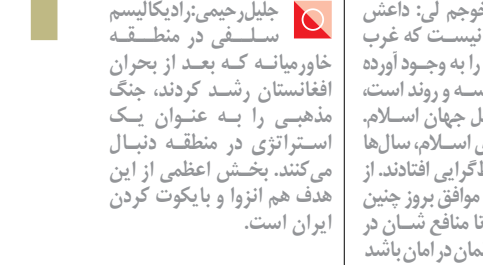 خوجم لی: داعش
نیست که غرب
را به وجود آورده
سه و روند است،
ل جهان اسلام.
ی اسلام، سال‌ها
ط‌گرایی افتادند. از
موافق بروز چنین
تا منافع شان در
مان در امان باشد
جلیل‌رحیمی:رادیکالیسم
سلفی در منطقه
خاورمیانه که بعد از بحران
افغانستان رشد کردند، جنگ
مذهبی را به عنوان یک
استراتژی در منطقه دنبال
می‌کنند. بخش اعظمی از این
هدف هم انزوا و بایکوت کردن
ایران است.